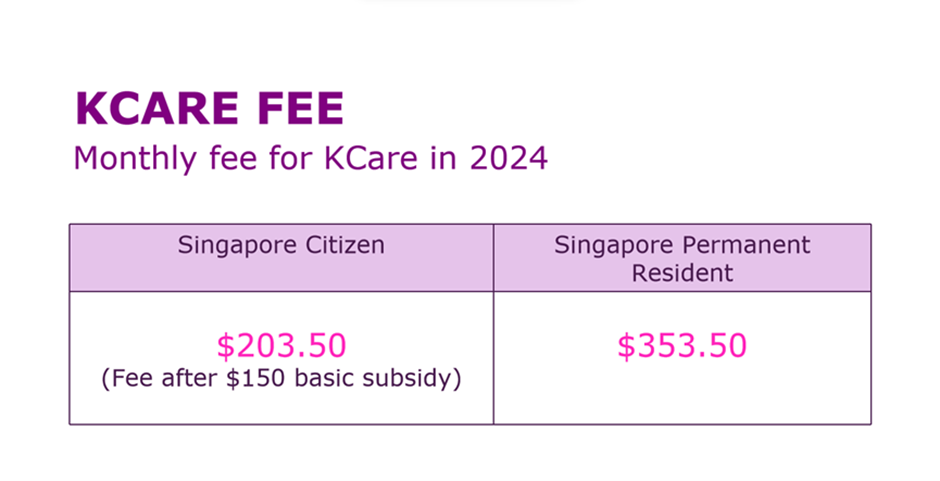 KCARE FEE
Monthly fee for KCare in 2024
Singapore Citizen
Singapore Permanent
Resident
$203.50
(Fee after $150 basic subsidy)
$353.50